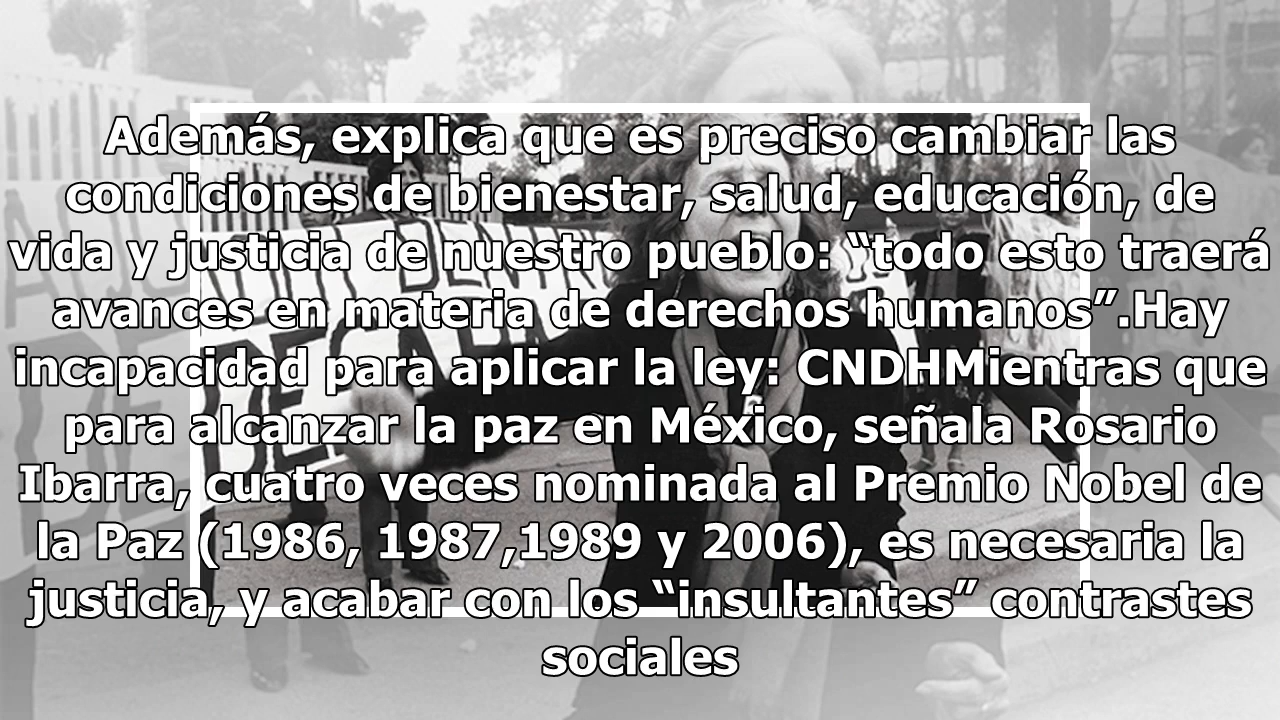 Además, explica que es preciso cambiar las
condiciones de bienestar, salud, educación, de
vida y justicia de nuestro pueblo: “todo esto traerá
avances en materia de derechos humanos”.Hay
incapacidad para aplicar la ley: CNDHMientras que
para alcanzar la paz en México, señala Rosario
Ibarra, cuatro veces nominada al Premio Nobel de
la Paz (1986, 1987,1989 y 2006), es necesaria la
justicia, y acabar con los “insultantes” contrastes
sociales